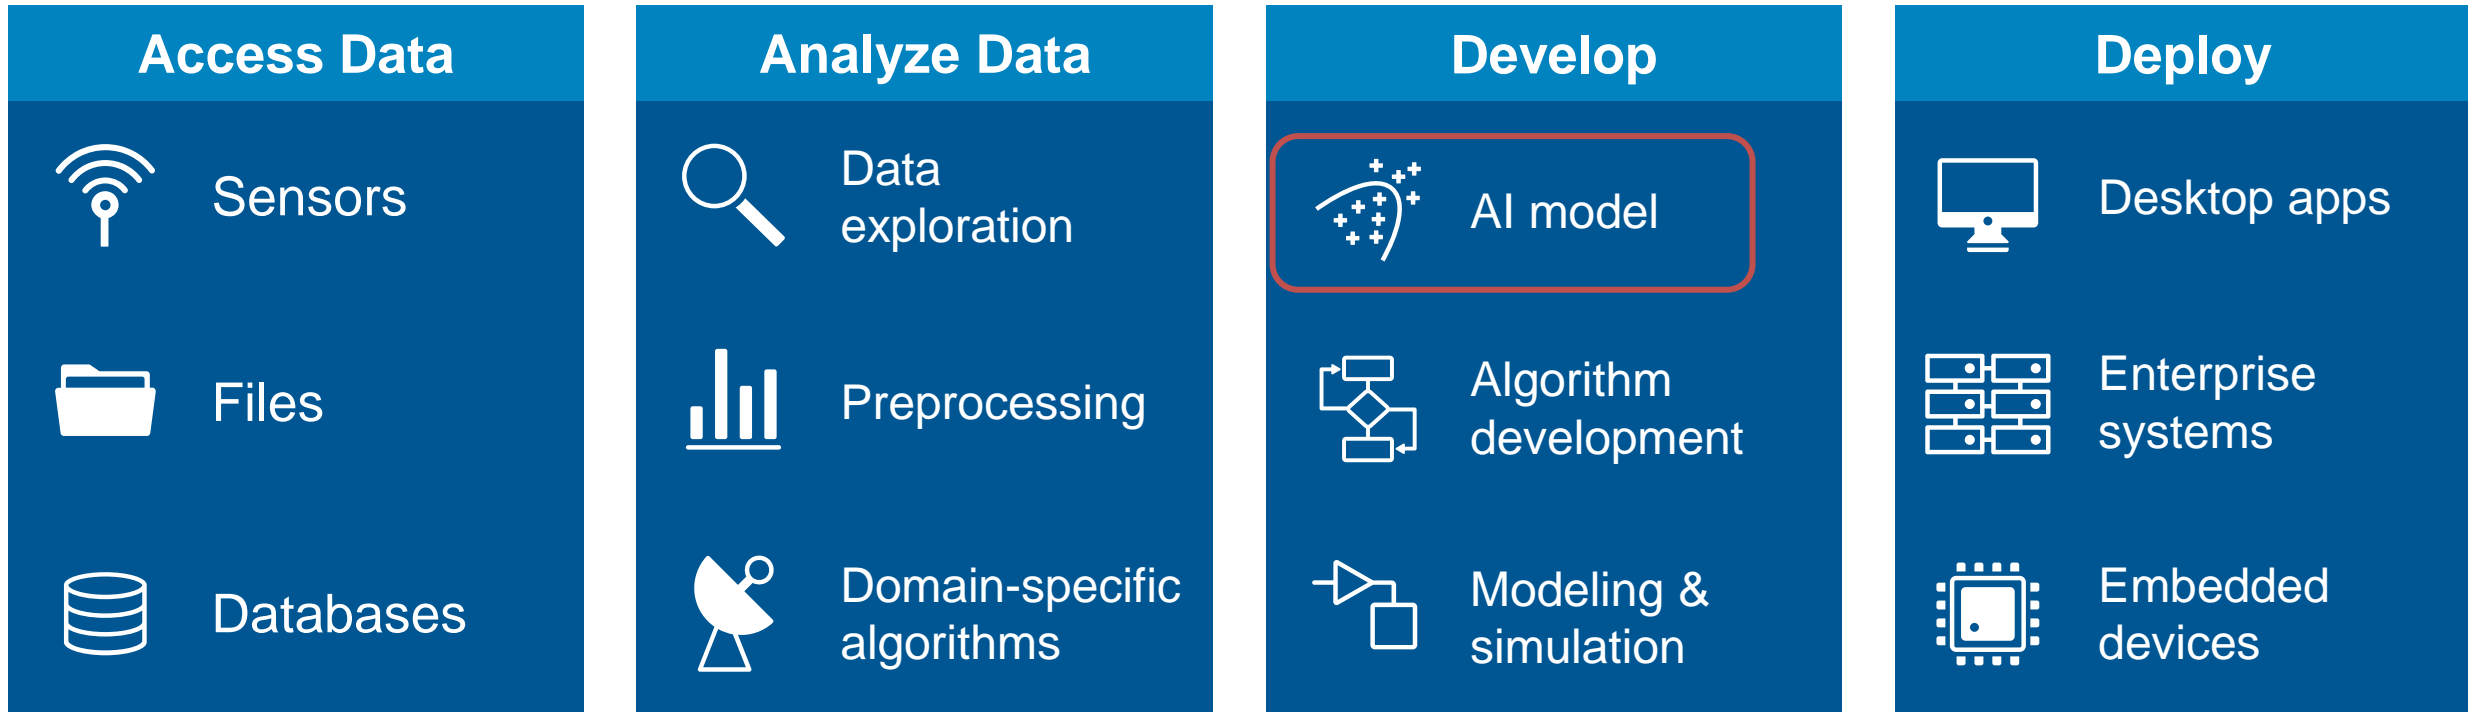 Access Data
Sensors
Files
Databases
Analyze Data
Data
exploration
Preprocessing
Domain-specific
algorithms
Develop
AI model
Algorithm
development
Modeling &
simulation
Deploy
Desktop apps
Enterprise
systems
Embedded
devices